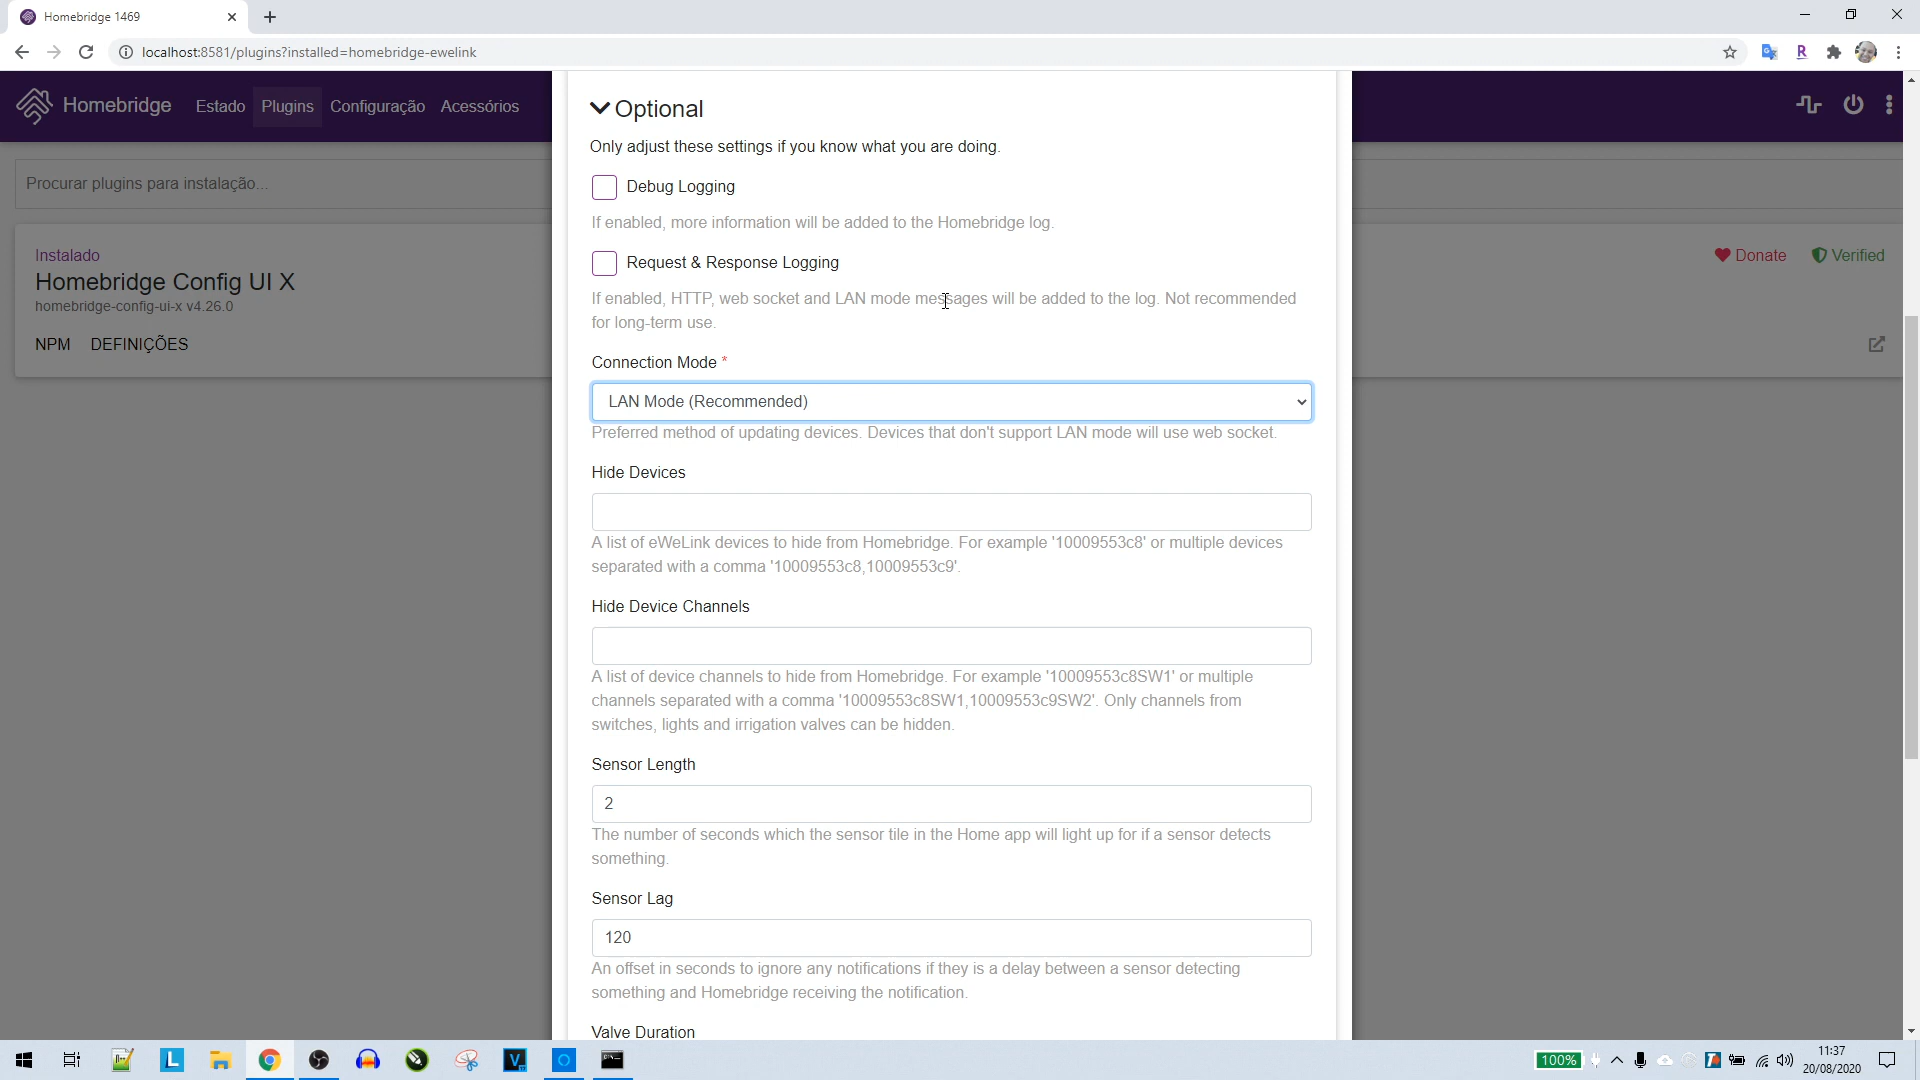 Homebridge 1469
localhost:8581/plugins?installed=homebridge-ewelink
Homebridge
Estado
Plugins
Configuração
Acessórios
Procurar plugins para instalação...
Instalado
Homebridge Config UI X
homebridge-config-ui-x v4.26.0
NPM DEFINIÇÕES
Donate
Verified
Optional
Only adjust these settings if you know what you are doing.
Debug Logging
If enabled, more information will be added to the Homebridge log.
Request & Response Logging
If enabled, HTTP, web socket and LAN mode messages will be added to the log. Not recommended
for long-term use.
Connection Mode *
LAN Mode (Recommended)
Preferred method of updating devices. Devices that don't support LAN mode will use web socket.
Hide Devices
A list of eWeLink devices to hide from Homebridge. For example '10009553c8' or multiple devices
separated with a comma '10009553c8,10009553c9'.
Hide Device Channels
A list of device channels to hide from Homebridge. For example '10009553c8SW1' or multiple
channels separated with a comma '10009553c8SW1,10009553c9SW2'. Only channels from
switches, lights and irrigation valves can be hidden.
Sensor Length
2
The number of seconds which the sensor tile in the Home app will light up for if a sensor detects
something.
Sensor Lag
120
An offset in seconds to ignore any notifications if they is a delay between a sensor detecting
something and Homebridge receiving the notification.
Valve Duration
100%
11:37
20/08/2020